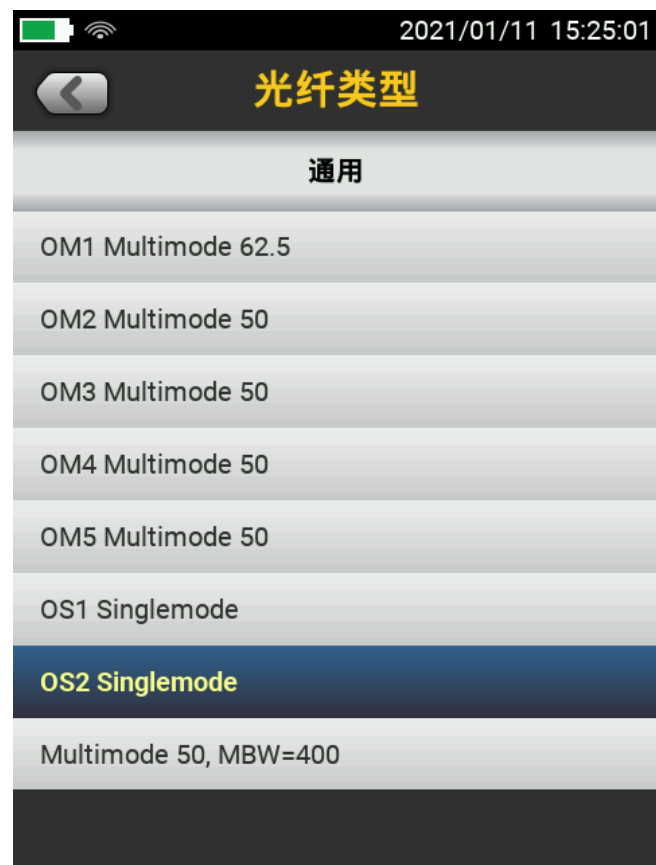 2021/01/11 15:25:01
光纤类型
通用
OM1 Multimode 62.5
OM2 Multimode 50
OM3 Multimode 50
OM4 Multimode 50
OM5 Multimode 50
OS1 Singlemode
OS2 Singlemode
Multimode 50, MBW=400